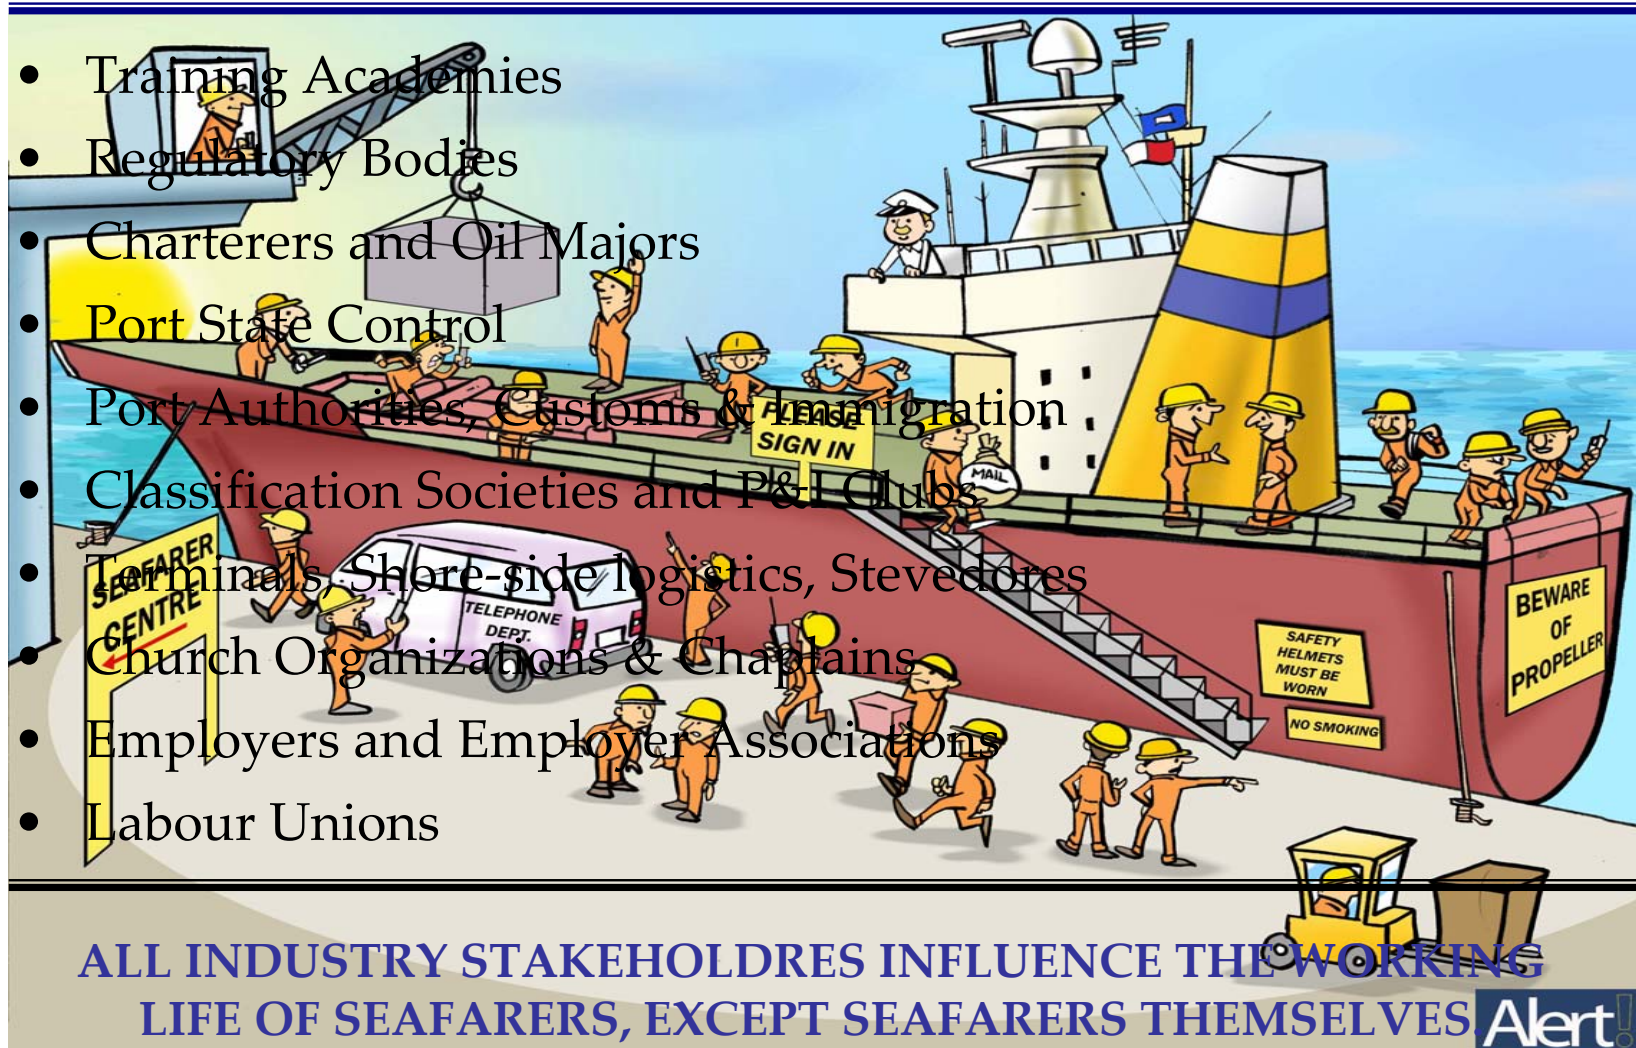 • Training Academies
• Regulatory Bodies
• Charterers and Oil Majors
• Port State Control
• Port Authorities, Customs & Immigration
• Classification Societies and P&I Clubs
• Terminals, Shore-side logistics, Stevedores
• Church Organizations & Chaplains
• Employers and Employer Associations
• Labour Unions
PLEASE
SIGN IN
MAIL
SEAFARER
CENTRE
TELEPHONE
DEPT.
SAFETY
HELMETS
MUST BE
WORN
NO SMOKING
BEWARE
OF
PROPELLER
ALL INDUSTRY STAKEHOLDRES INFLUENCE THE WORKING
LIFE OF SEAFARERS, EXCEPT SEAFARERS THEMSELVES.
Alert!